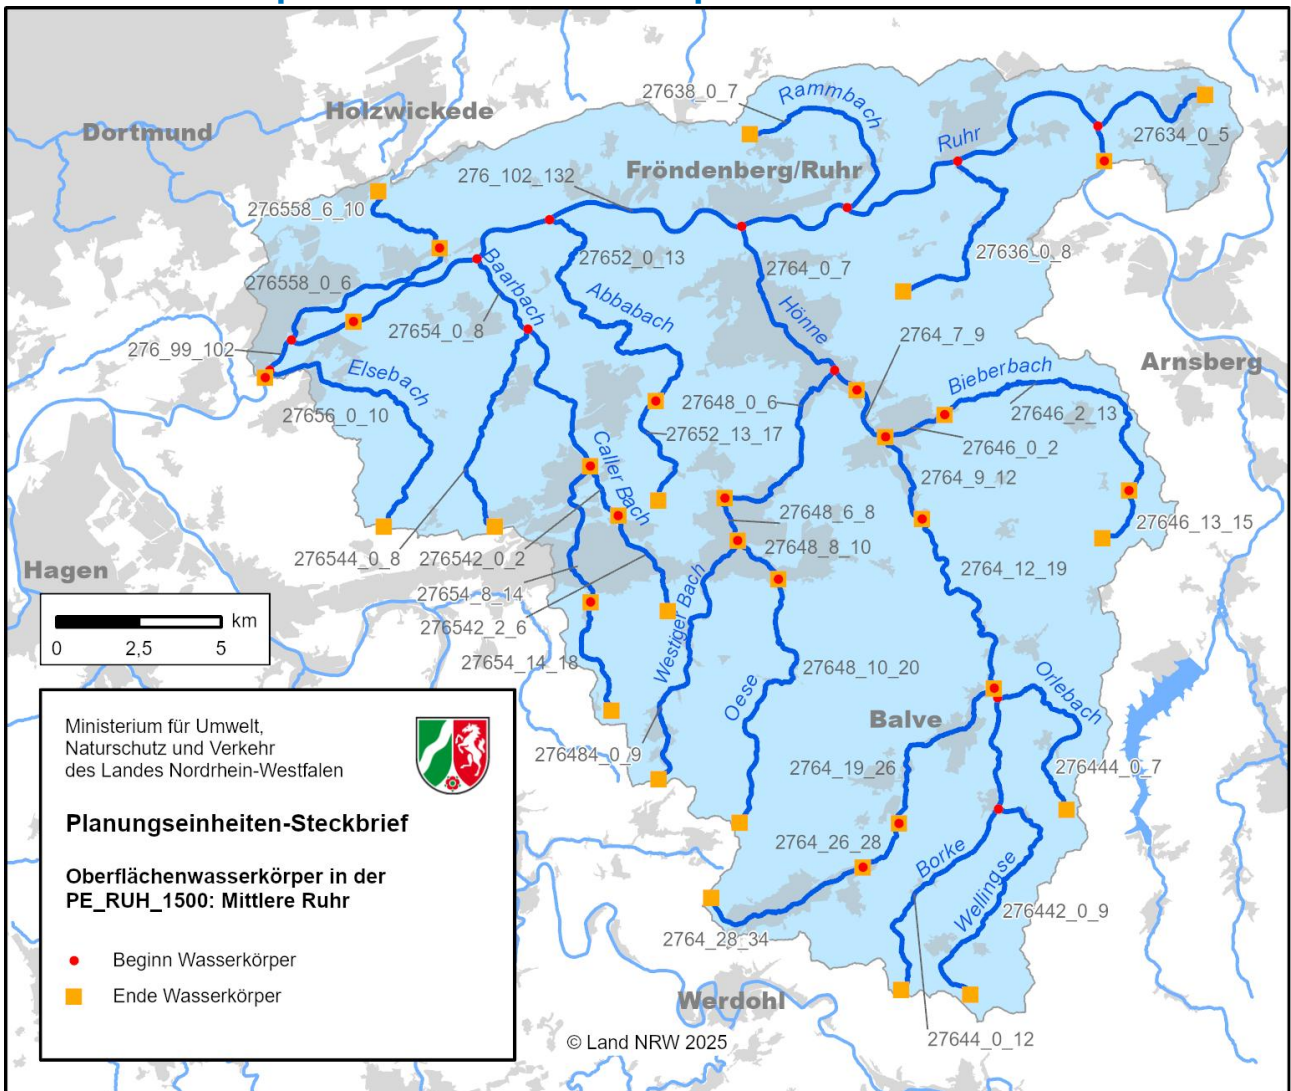 27638_0_7
Rammbach
Holzwickede
Dortmund
27634_0_5
Ruhr
Fröndenberg/Ruhr
276_102_132
276558_6_10
27652_0_13
27636_0_8
Baarbach
2764_0_7
276558_0_6
Abbabach
Hönne
27654_0_8
2764_7_9
276_99_102
Elsebach
Bieberbach
Arnsberg
27648_0_6
27646_2_13
27656_0_10
27652_13_17
27646_0_2
Caller Bach
2764_9_12
27648_6_8
27646_13_15
27648_8_10
276544_0_8
276542_0_2
Hagen
2764_12_19
27654_8_14
km
0 2,5 5
276542_2_6
Westiger Bach
27654_14_18
27648_10_20
Orlebach
Oese
Balve
276484_0_9
2764_19_26
276444_0_7
Ministerium für Umwelt,
Naturschutz und Verkehr
des Landes Nordrhein-Westfalen
Planungseinheiten-Steckbrief
2764_26_28
Borke
Wellingse
Oberflächenwasserkörper in der
PE_RUH_1500: Mittlere Ruhr
276442_0_9
2764_28_34
Beginn Wasserkörper
Ende Wasserkörper
Werdohl
© Land NRW 2025
27644_0_12